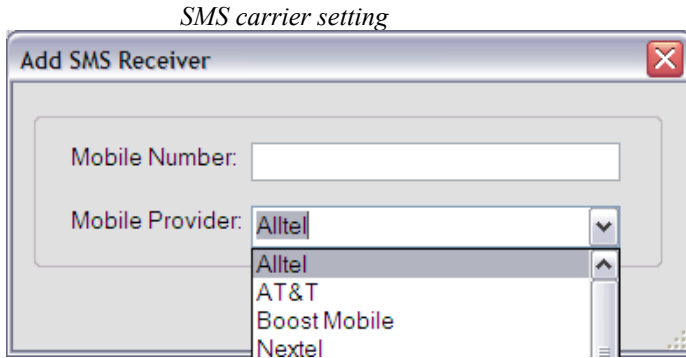 SMS carrier setting
Add SMS Receiver
Mobile Number:
Mobile Provider: Alltel
Alltel
AT&T
Boost Mobile
Nextel